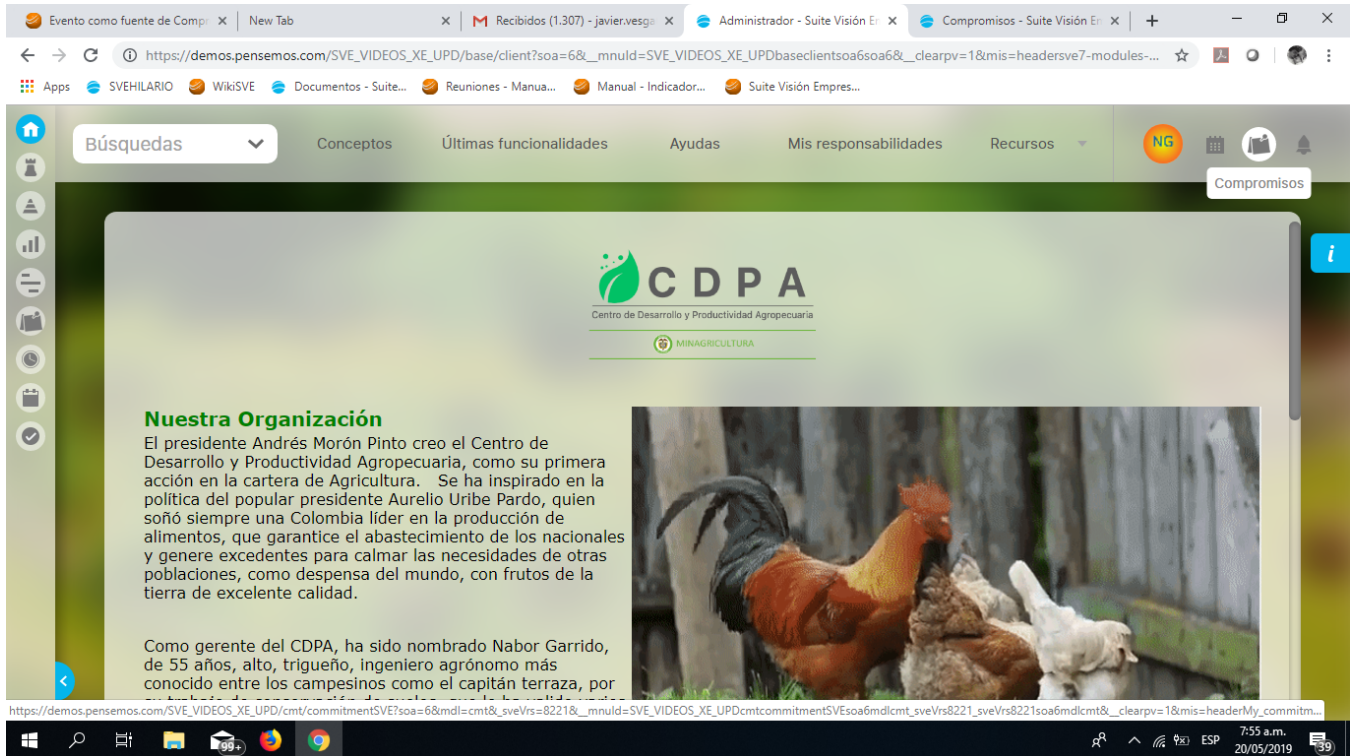 Evento como fuente de Compr
New Tab
Recibidos (1.307) - javier.vesga
Administrador - Suite Visión Er
Compromisos - Suite Visión En
https://demos.pensemos.com/SVE_VIDEOS_XE_UPD/base/client?soa=6&__mnuld=SVE_VIDEOS_XE_UPDbaseclientsoa6soa6&__clearpv=1&mis=headersve7-modules-...
Apps
SVEHILARIO
WikiSVE
Documentos - Suite...
Reuniones - Manua...
Manual - Indicador...
Suite Visión Empres...
Búsquedas
Conceptos
Últimas funcionalidades
Ayudas
Mis responsabilidades
Recursos
NG
Compromisos
i
CDPA
Centro de Desarrollo y Productividad Agropecuaria
MINAGRICULTURA
Nuestra Organización
El presidente Andrés Morón Pinto creo el Centro de
Desarrollo y Productividad Agropecuaria, como su primera
acción en la cartera de Agricultura. Se ha inspirado en la
política del popular presidente Aurelio Uribe Pardo, quien
soñó siempre una Colombia líder en la producción de
alimentos, que garantice el abastecimiento de los nacionales
y genere excedentes para calmar las necesidades de otras
poblaciones, como despensa del mundo, con frutos de la
tierra de excelente calidad.
Como gerente del CDPA, ha sido nombrado Nabor Garrido,
de 55 años, alto, trigueño, ingeniero agrónomo más
conocido entre los campesinos como el capitán terraza, por
https://demos.pensemos.com/SVE_VIDEOS_XE_UPD/cmt/commitmentSVE?soa=6&mdl=cmt&_sveVrs=8221&__mnuld=SVE_VIDEOS_XE_UPDcmtcommitmentSVEsoa6mdlcmt_sveVrs8221_sveVrs8221soa6mdlcmt&__clearpv=1&mis=headerMy_commitm...
99+
ESP
7:55 a.m.
20/05/2019
39